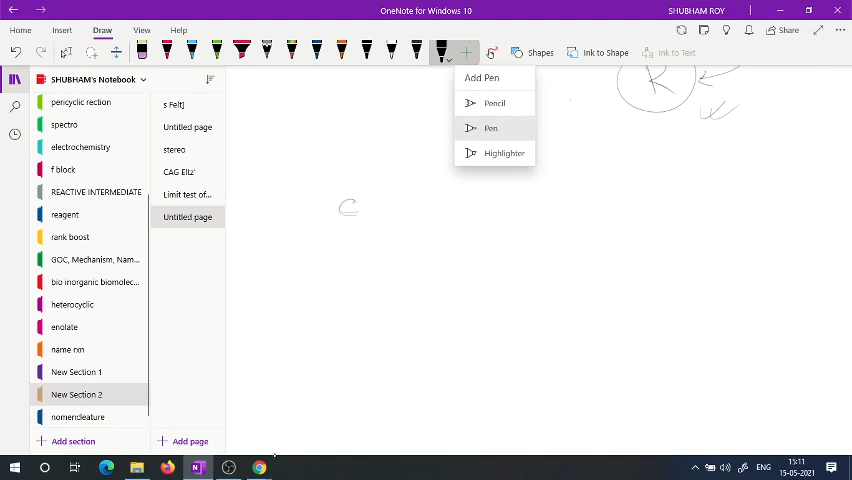 OneNote for Windows 10
SHUBHAM ROY
Home
Insert
Draw
View
Help
Share
Shapes
Ink to Shape
Ink to Text
SHUBHAM's Notebook
Add Pen
Pencil
Pen
Highlighter
pericyclic rection
spectro
electrochemistry
f block
REACTIVE INTERMEDIATE
reagent
rank boost
GOC, Mechanism, Nam...
bio inorganic biomolec...
heterocyclic
enolate
name rxn
New Section 1
New Section 2
nomencleature
Add section
s Felt]
Untitled page
stereo
CAG Ellz'
Limit test of...
Untitled page
Add page
R
C
ENG
15:11
15-05-2021